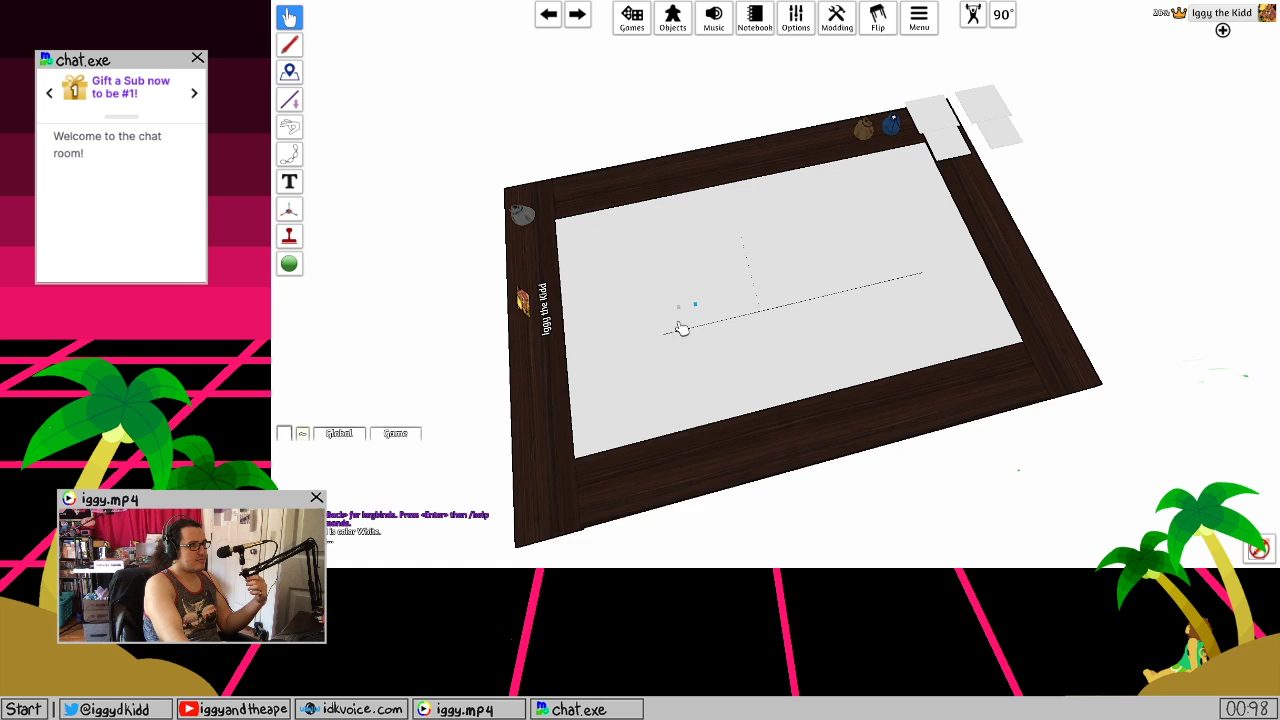 Games
Objects
Music
Notebook
Options
Modding
Flip
Menu
90°
Iggy the Kidd
chat.exe
1
Gift a Sub now
to be #1!
Welcome to the chat
room!
T
Iggy the Kidd
Global
Game
iggy.mp4
is color White.
Start
@iggydkidd
iggyandtheape
idkvoice.com
iggy.mp4
chat.exe
00:98